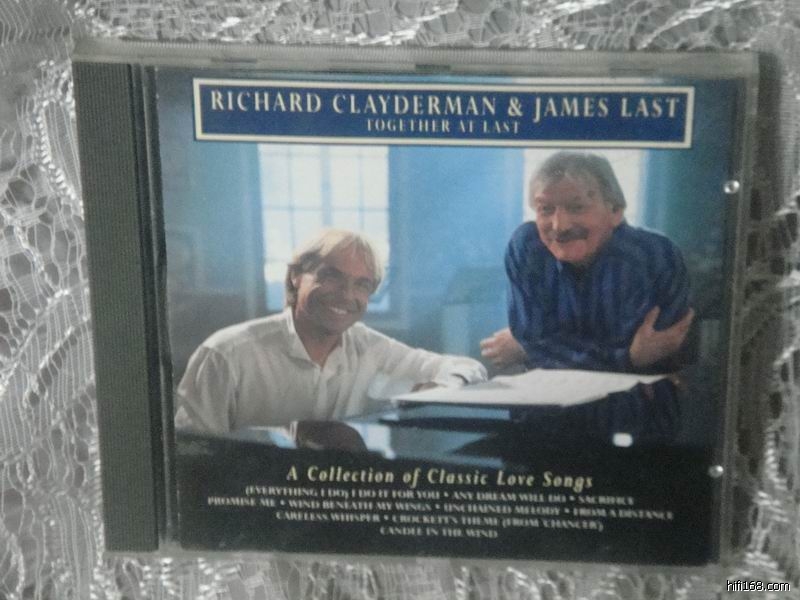 RICHARD CLAYDERMAN & JAMES LAST
TOGETHER AT LAST
A Collection of Classic Love Songs
(EVERYTHING I DO) I DO IT FOR YOU • ANY DREAM WILL DO • SACRIFICE
PROMISE ME • WIND BENEATH MY WINGS • UNCHAINED MELODY • FROM A DISTANCE
CARELESS WHISPER • CROCKETT'S THEME (FROM 'CHANCER')
CANDLE IN THE WIND
hifi168.com